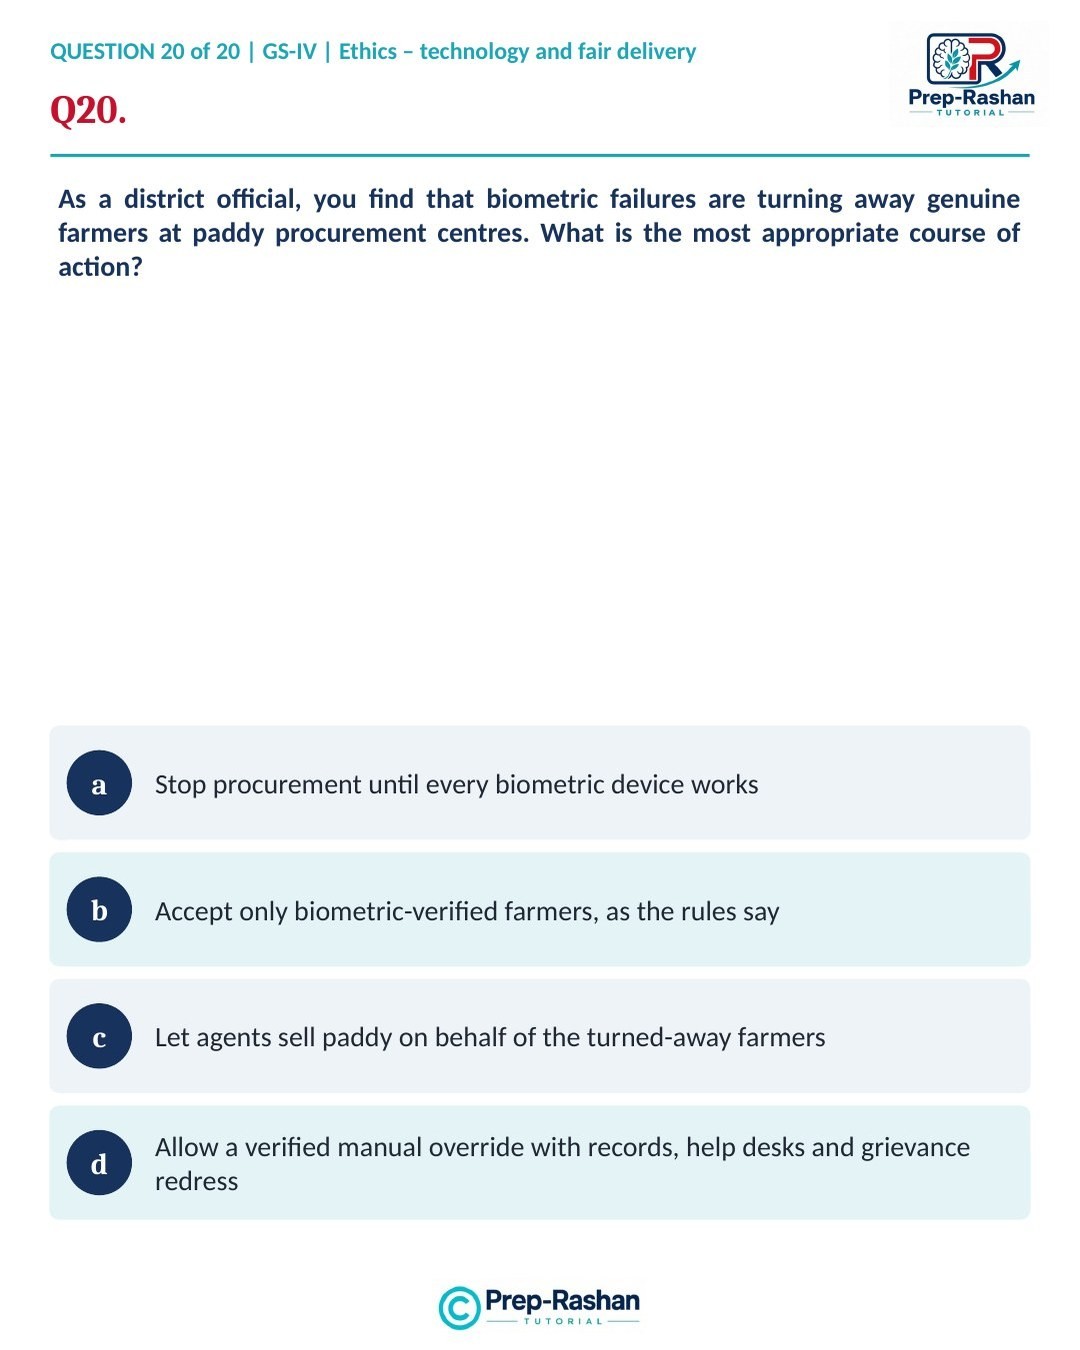 QUESTION 20 of 20 | GS-IV | Ethics – technology and fair delivery
Q20.
Prep-Rashan
TUTORIAL
As a district official, you find that biometric failures are turning away genuine
farmers at paddy procurement centres. What is the most appropriate course of
action?
a Stop procurement until every biometric device works
b Accept only biometric-verified farmers, as the rules say
c Let agents sell paddy on behalf of the turned-away farmers
d Allow a verified manual override with records, help desks and grievance
redress
© Prep-Rashan
TUTORIAL